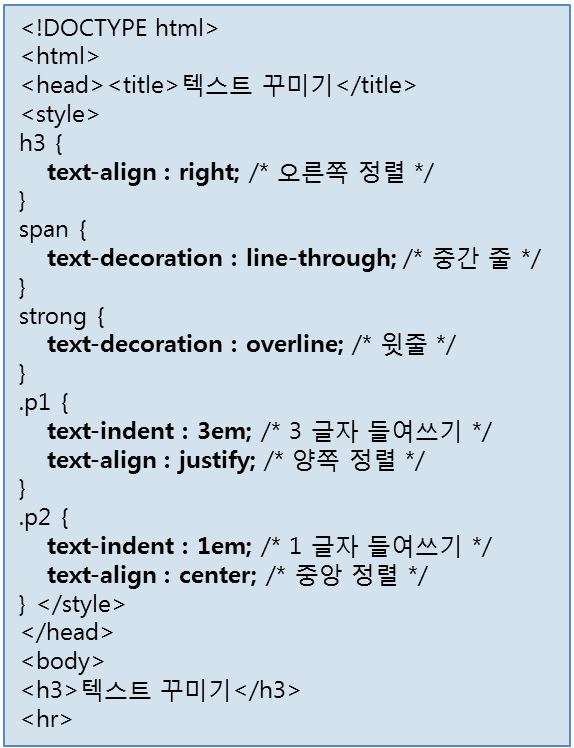 <!DOCTYPE html>
<html>
<head><title>텍스트 꾸미기</title>
<style>
h3 {
text-align : right; /* 오른쪽 정렬 */
}
span {
text-decoration : line-through; /* 중간 줄 */
}
strong {
text-decoration : overline; /* 윗줄 */
}
.p1 {
text-indent : 3em; /* 3 글자 들여쓰기 */
text-align : justify; /* 양쪽 정렬 */
}
.p2 {
text-indent : 1em; /* 1 글자 들여쓰기 */
text-align : center; /* 중앙 정렬 */
} </style>
</head>
<body>
<h3>텍스트 꾸미기</h3>
<hr>